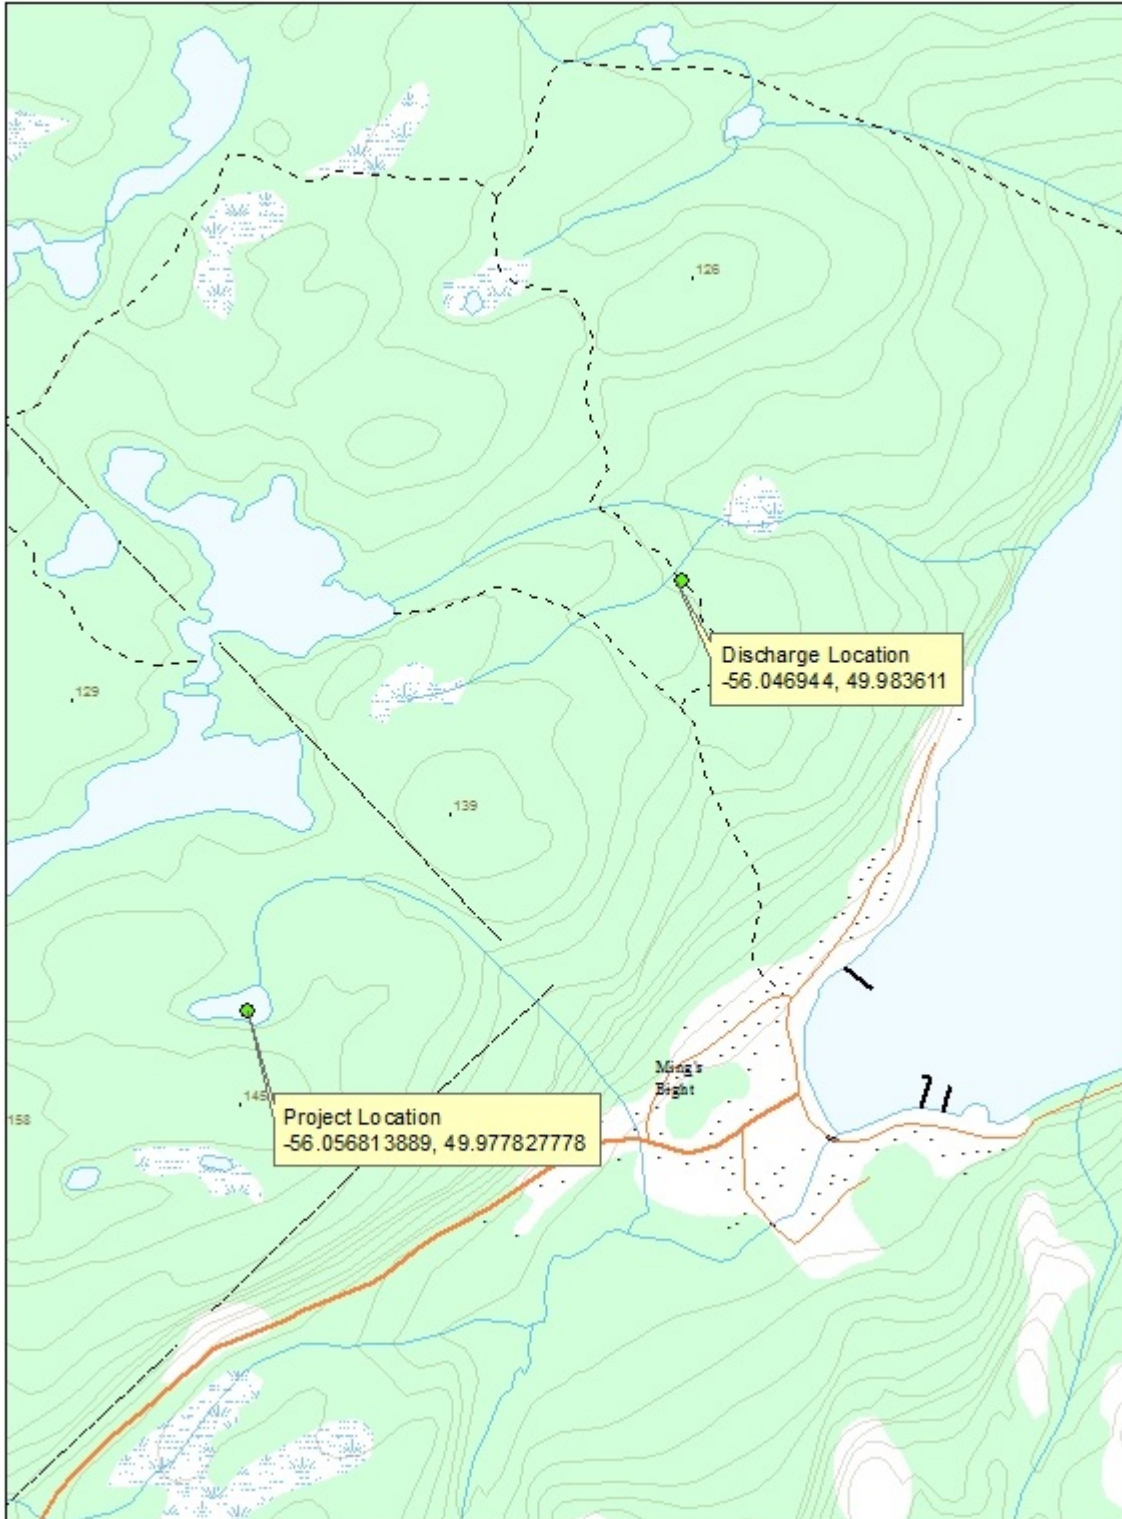 126
Discharge Location
-56.046944, 49.983611
129
139
Ming's
Bight
145
158
Project Location
-56.056813889, 49.977827778